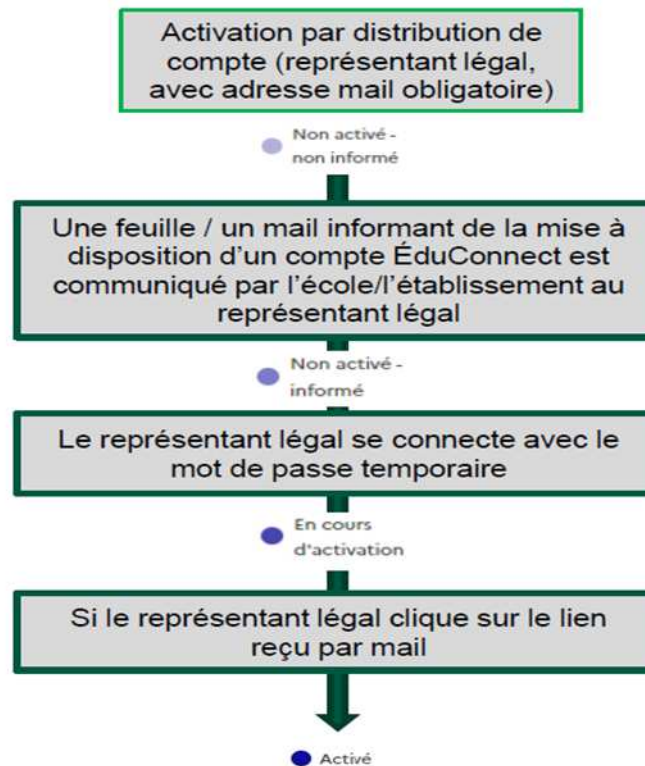 Activation par distribution de
compte (représentant légal,
avec adresse mail obligatoire)
Non activé -
non informé
Une feuille / un mail informant de la mise à
disposition d'un compte ÉduConnect est
communiqué par l'école/l'établissement au
représentant légal
Non activé -
informé
Le représentant légal se connecte avec le
mot de passe temporaire
En cours
d'activation
Si le représentant légal clique sur le lien
reçu par mail
Activé